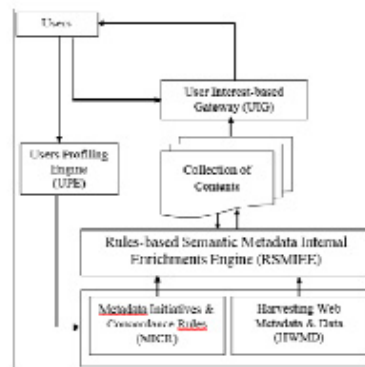 Users
User Interest-based
Gateway (UIG)
Users Profiling
Engine
(UPE)
Collection of
Contents
Rules-based Semantic Metadata Internal
Enrichments Engine (RSMIEE)
Metadata Initiatives &
Concordance Rules
(MICR)
Harvesting Web
Metadata & Data
(HWMD)